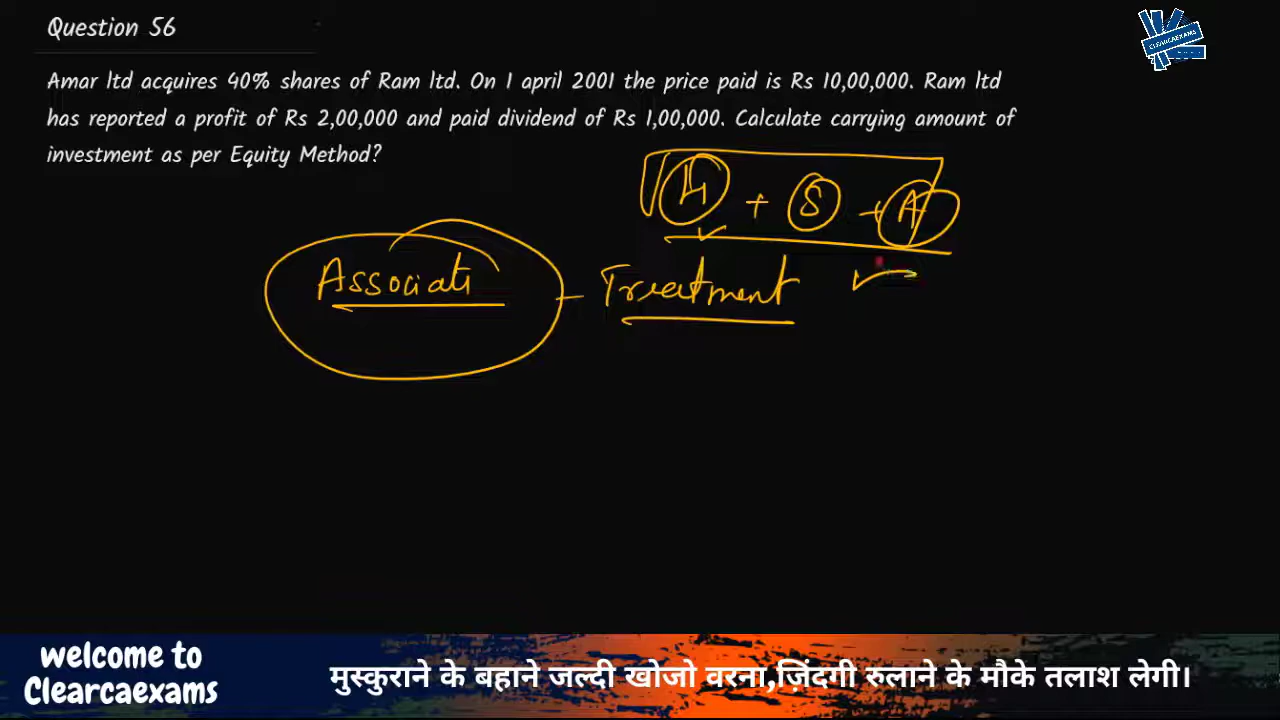 Question 56
CLEARCAEXAMS
Amar ltd acquires 40% shares of Ram ltd. On 1 april 2001 the price paid is Rs 10,00,000. Ram ltd
has reported a profit of Rs 2,00,000 and paid dividend of Rs 1,00,000. Calculate carrying amount of
investment as per Equity Method?
H + S + A
Associate - Treatment
welcome to
Clearcaexams
मुस्कुराने के बहाने जल्दी खोजो वरना,ज़िंदगी रुलाने के मौके तलाश लेगी।